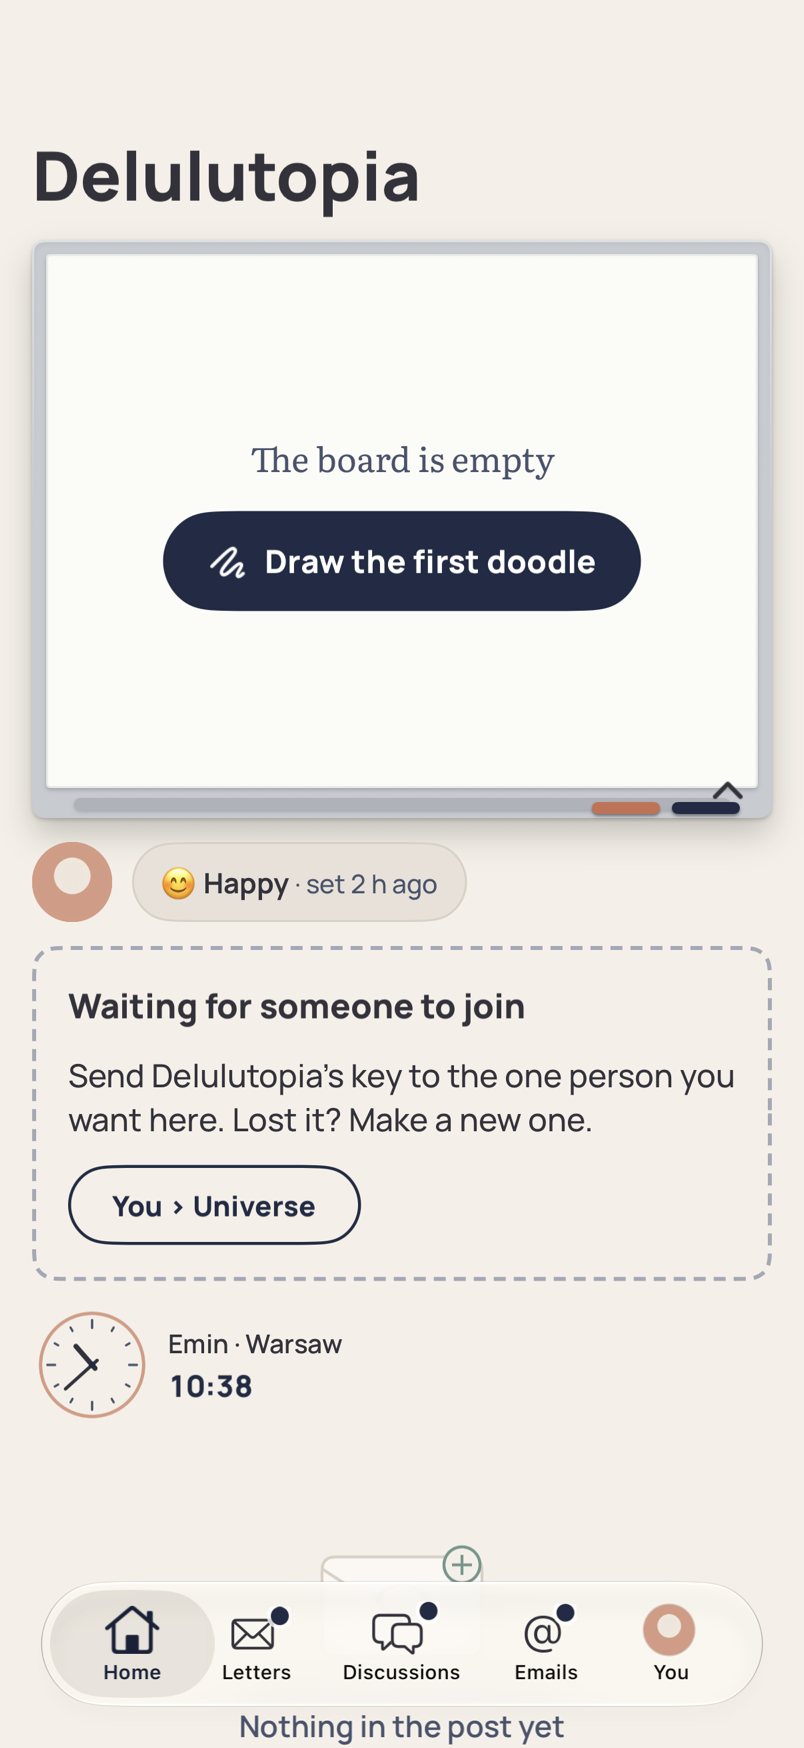 Delulutopia
The board is empty
Draw the first doodle
😊 Happy · set 2 h ago
Waiting for someone to join
Send Delulutopia’s key to the one person you
want here. Lost it? Make a new one.
You › Universe
Emin · Warsaw
10:38
Home
Letters
Discussions
@
Emails
You
Nothing in the post yet